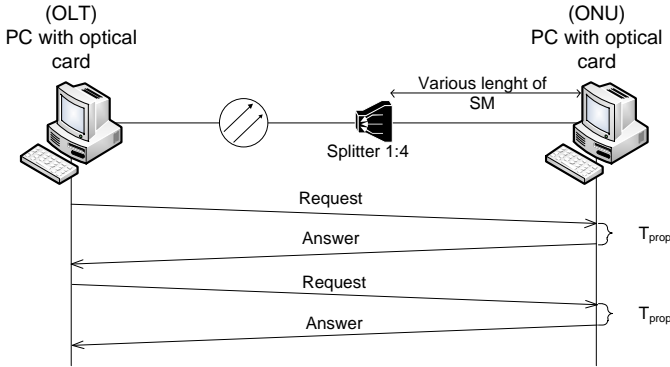 (OLT)
PC with optical
card
(ONU)
PC with optical
card
Various lenght of
SM
Splitter 1:4
Request
Answer
Tprop
Request
Answer
Tprop